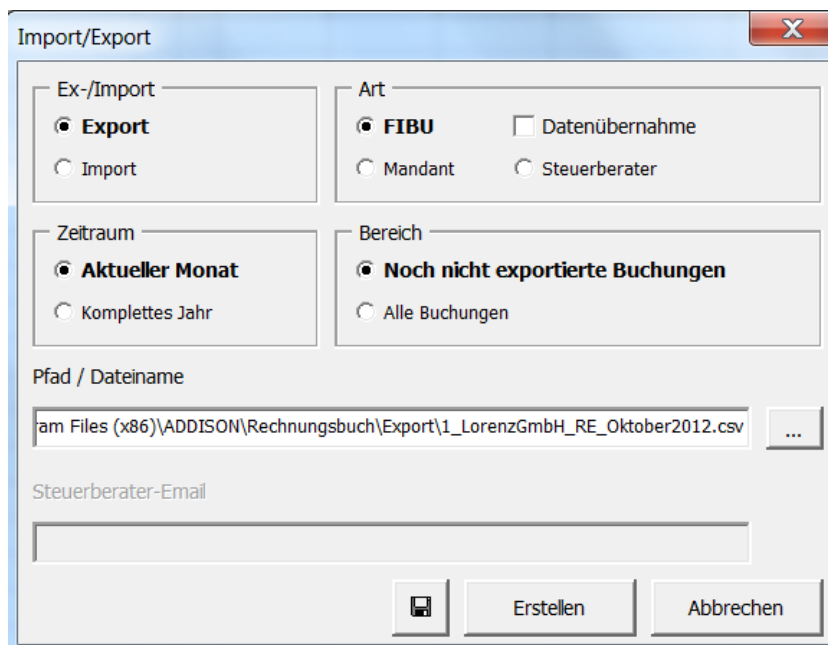 Import/Export
Ex-/Import
Export
Import
Art
FIBU Datenübernahme
Mandant Steuerberater
Zeitraum
Aktueller Monat
Komplettes Jahr
Bereich
Noch nicht exportierte Buchungen
Alle Buchungen
Pfad / Dateiname
ram Files (x86)\ADDISON\Rechnungsbuch\Export\1_LorenzGmbH_RE_Oktober2012.csv ...
Steuerberater-Email
Erstellen Abbrechen